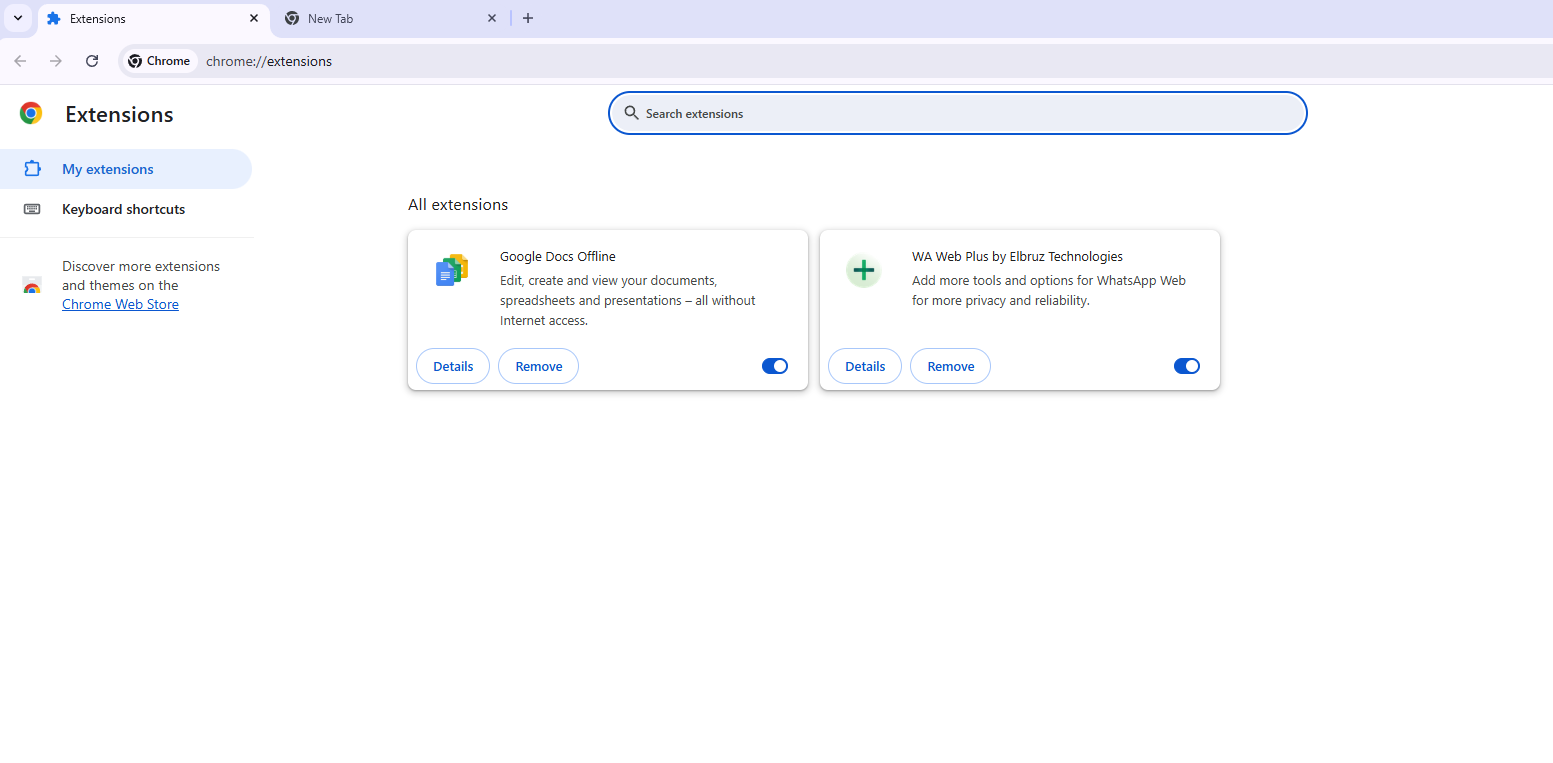 Extensions
New Tab
Chrome
chrome://extensions
Extensions
Search extensions
My extensions
Keyboard shortcuts
Discover more extensions
and themes on the
Chrome Web Store
All extensions
Google Docs Offline
Edit, create and view your documents,
spreadsheets and presentations – all without
Internet access.
Details
Remove
WA Web Plus by Elbruz Technologies
Add more tools and options for WhatsApp Web
for more privacy and reliability.
Details
Remove